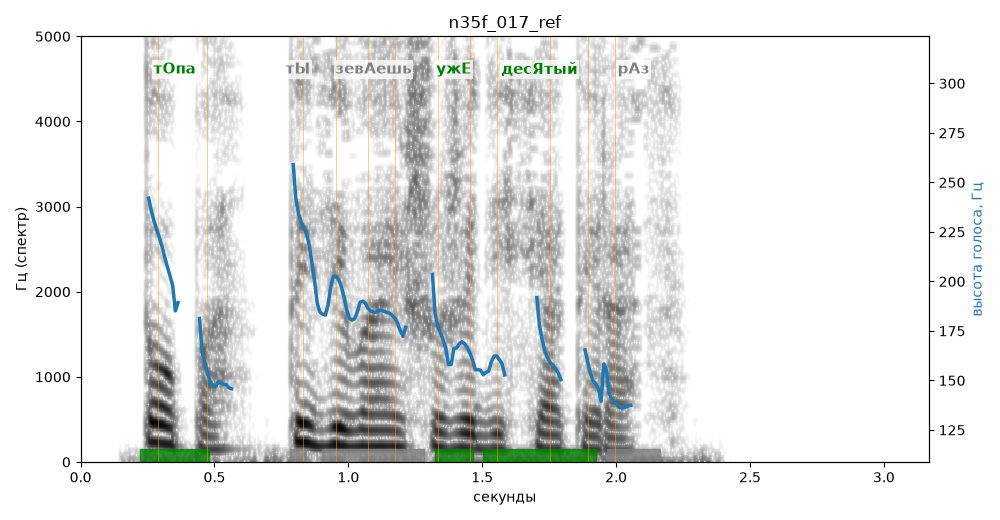 n35f_017_ref
тОпа тЫ зевАешь ужЕ десЯтый рАз
5000
4000
3000
2000
1000
0
Гц (спектр)
300
275
250
225
200
175
150
125
высота голоса, Гц
0.0 0.5 1.0 1.5 2.0 2.5 3.0
секунды